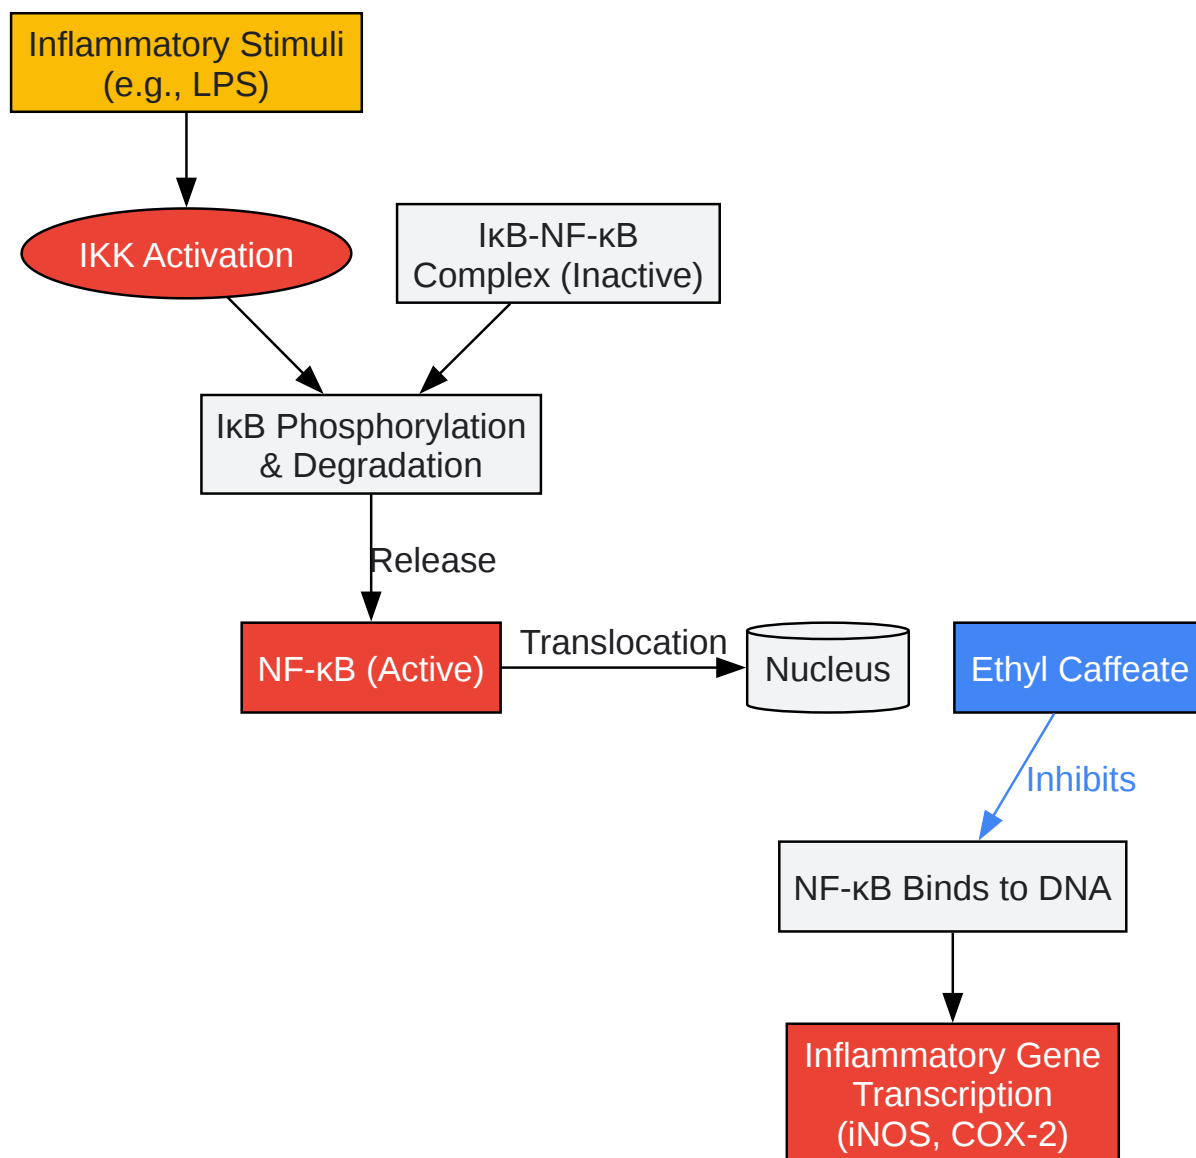 Inflammatory Stimuli
(e.g., LPS)
IKK Activation
IκB-NF-κB
Complex (Inactive)
IκB Phosphorylation
& Degradation
Release
NF-κB (Active)
Translocation
Nucleus
Ethyl Caffeate
Inhibits
NF-κB Binds to DNA
Inflammatory Gene
Transcription
(iNOS, COX-2)